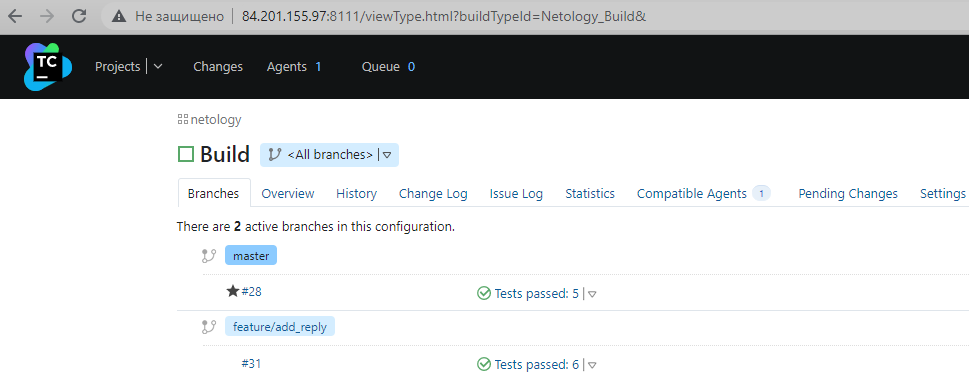 Не защищено | 84.201.155.97:8111/viewType.html?buildTypeId=Netology_Build&
TC Projects Changes Agents 1 Queue 0
netology
Build <All branches>
Branches Overview History Change Log Issue Log Statistics Compatible Agents 1 Pending Changes Settings
There are 2 active branches in this configuration.
master
#28 Tests passed: 5
feature/add_reply
#31 Tests passed: 6